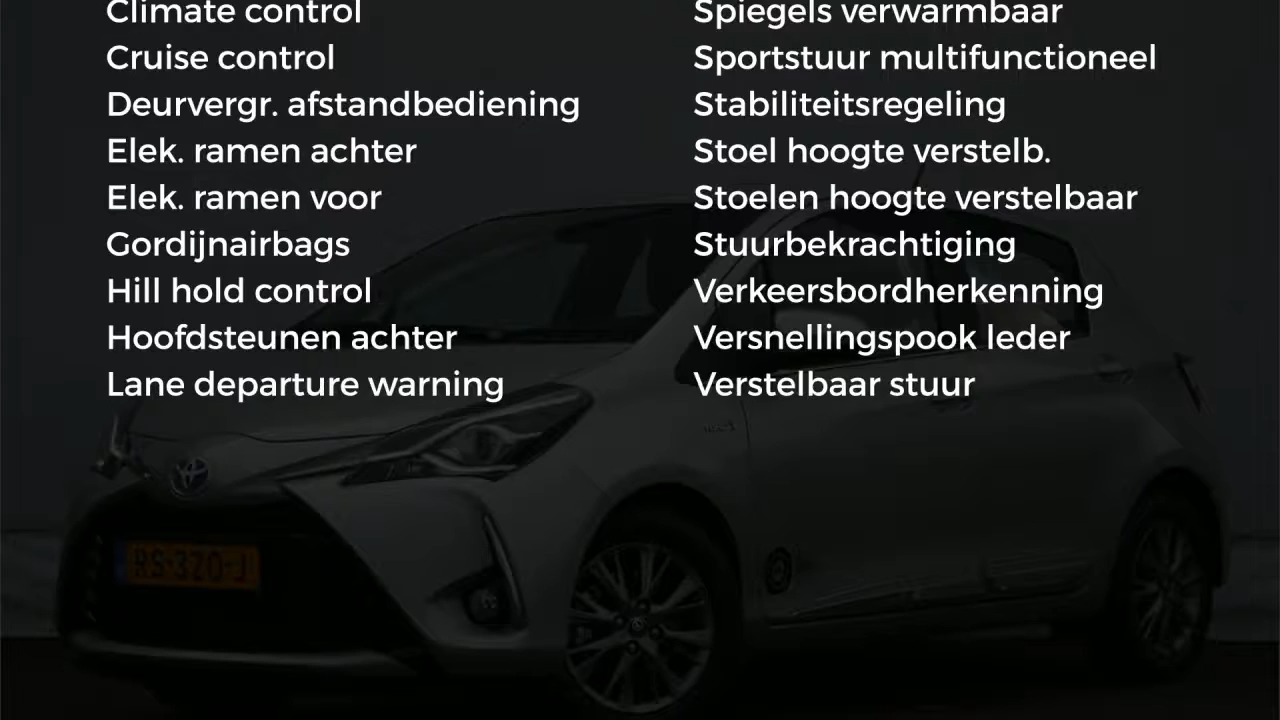 Climate control
Cruise control
Deurvergr. afstandbediening
Elek. ramen achter
Elek. ramen voor
Gordijnairbags
Hill hold control
Hoofdsteunen achter
Lane departure warning
Spiegels verwarmbaar
Sportstuur multifunctioneel
Stabiliteitsregeling
Stoel hoogte verstelb.
Stoelen hoogte verstelbaar
Stuurbekrachtiging
Verkeersbordherkenning
Versnellingspook leder
Verstelbaar stuur
RS-320-J